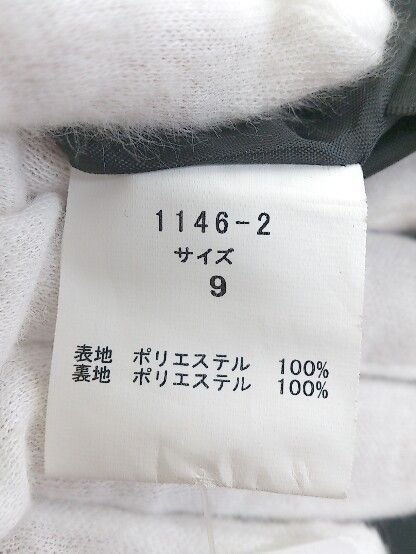 1146-2
サイズ
9
表地 ポリエステル 100%
裏地 ポリエステル 100%